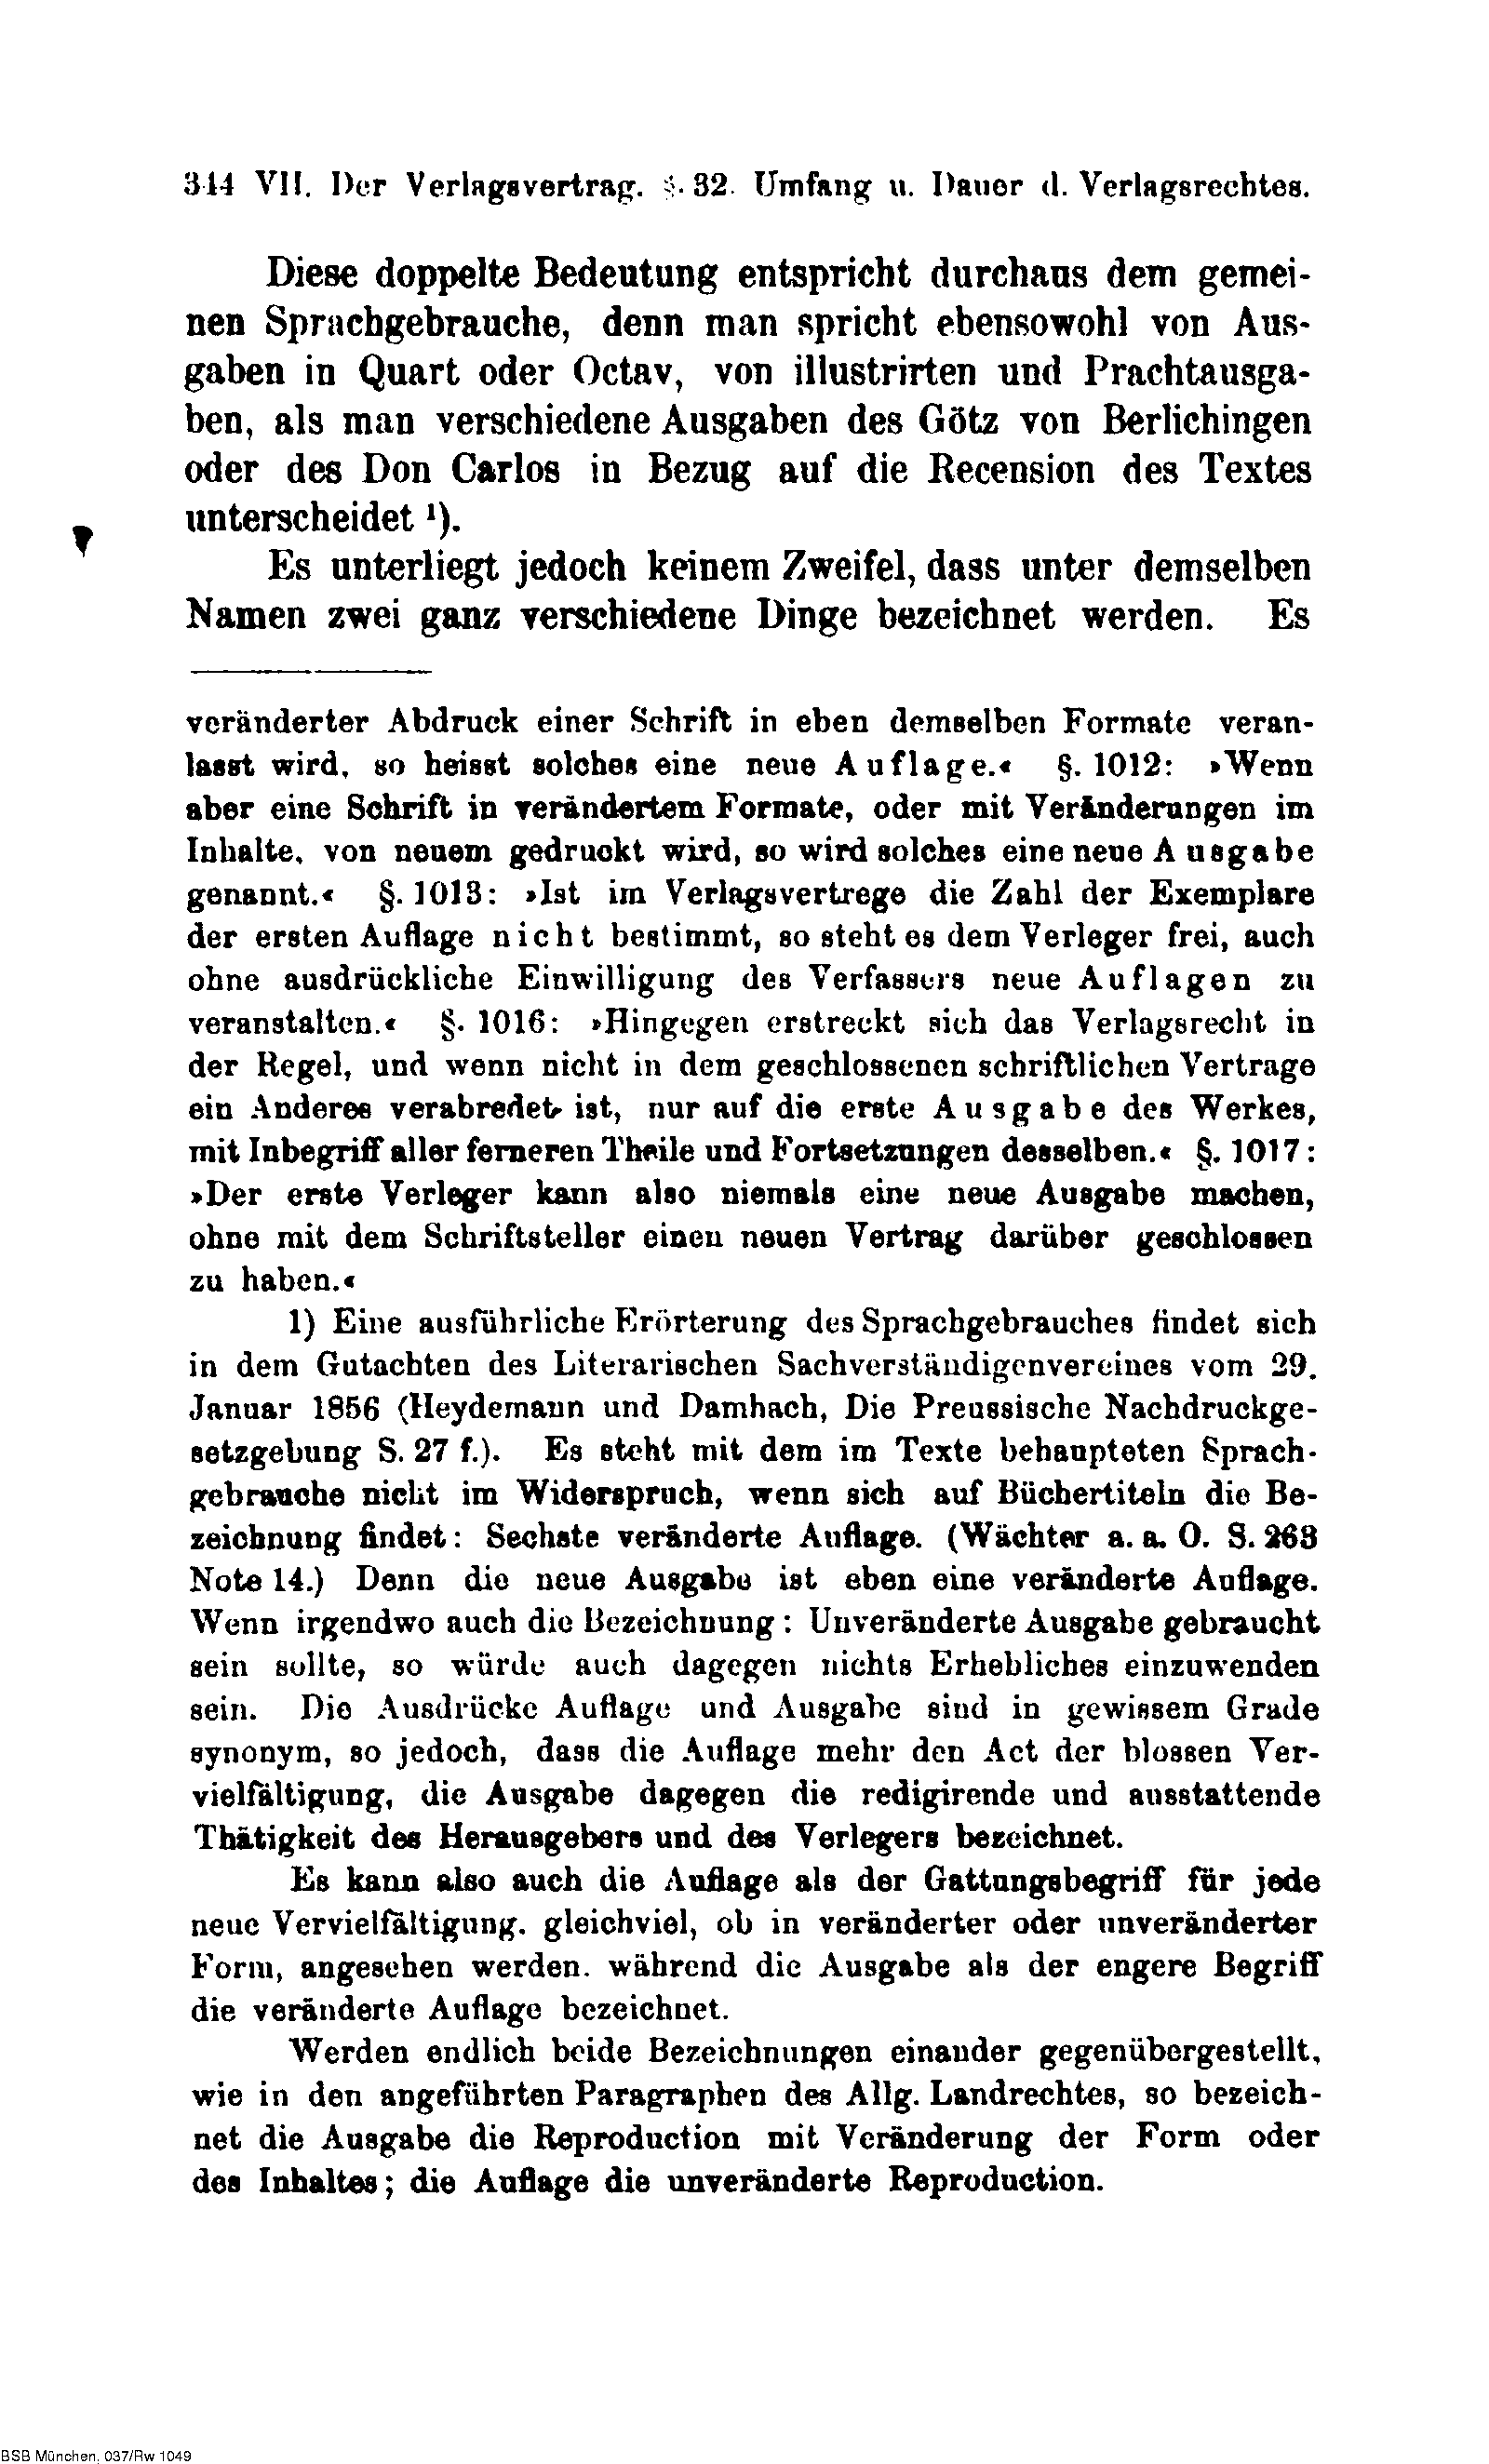 344 VII. Der Verlagsvertrag. §. 32. Umfang u. Dauer d. Verlagsrechtes.
Diese doppelte Bedeutung entspricht durchaus dem gemei-
nen Sprachgebrauche, denn man spricht ebensowohl von Aus-
gaben in Quart oder Octav, von illustrirten und Prachtausga-
ben, als man verschiedene Ausgaben des Götz von Berlichingen
oder des Don Carlos in Bezug auf die Recension des Textes
unterscheidet ¹).
Es unterliegt jedoch keinem Zweifel, dass unter demselben
Namen zwei ganz verschiedene Dinge bezeichnet werden. Es
veränderter Abdruck einer Schrift in eben demselben Formate veran-
lasst wird, so heisst solches eine neue Auflage.« §. 1012: »Wenn
aber eine Schrift in verändertem Formate, oder mit Veränderungen im
Inhalte, von neuem gedruckt wird, so wird solches eine neue Ausgabe
genannt.« §. 1013: »Ist im Verlagsvertrege die Zahl der Exemplare
der ersten Auflage nicht bestimmt, so steht es dem Verleger frei, auch
ohne ausdrückliche Einwilligung des Verfassers neue Auflagen zu
veranstalten.« §. 1016: »Hingegen erstreckt sich das Verlagsrecht in
der Regel, und wenn nicht in dem geschlossenen schriftlichen Vertrage
ein Anderes verabredet ist, nur auf die erste Ausgabe des Werkes,
mit Inbegriff aller ferneren Theile und Fortsetzungen desselben.« §. 1017:
»Der erste Verleger kann also niemals eine neue Ausgabe machen,
ohne mit dem Schriftsteller einen neuen Vertrag darüber geschlossen
zu haben.«
1) Eine ausführliche Erörterung des Sprachgebrauches findet sich
in dem Gutachten des Literarischen Sachverständigenvereines vom 29.
Januar 1856 (Heydemann und Dambach, Die Preussische Nachdruckge-
setzgebung S. 27 f.). Es steht mit dem im Texte behaupteten Sprach-
gebrauche nicht im Widerspruch, wenn sich auf Büchertiteln die Be-
zeichnung findet: Sechste veränderte Auflage. (Wächter a. a. O. S. 263
Note 14.) Denn die neue Ausgabe ist eben eine veränderte Auflage.
Wenn irgendwo auch die Bezeichnung: Unveränderte Ausgabe gebraucht
sein sollte, so würde auch dagegen nichts Erhebliches einzuwenden
sein. Die Ausdrücke Auflage und Ausgabe sind in gewissem Grade
synonym, so jedoch, dass die Auflage mehr den Act der blossen Ver-
vielfältigung, die Ausgabe dagegen die redigirende und ausstattende
Thätigkeit des Herausgebers und des Verlegers bezeichnet.
Es kann also auch die Auflage als der Gattungsbegriff für jede
neue Vervielfältigung, gleichviel, ob in veränderter oder unveränderter
Form, angesehen werden, während die Ausgabe als der engere Begriff
die veränderte Auflage bezeichnet.
Werden endlich beide Bezeichnungen einander gegenübergestellt,
wie in den angeführten Paragraphen des Allg. Landrechtes, so bezeich-
net die Ausgabe die Reproduction mit Veränderung der Form oder
des Inhaltes; die Auflage die unveränderte Reproduction.
BSB München, 037/Rw 1049